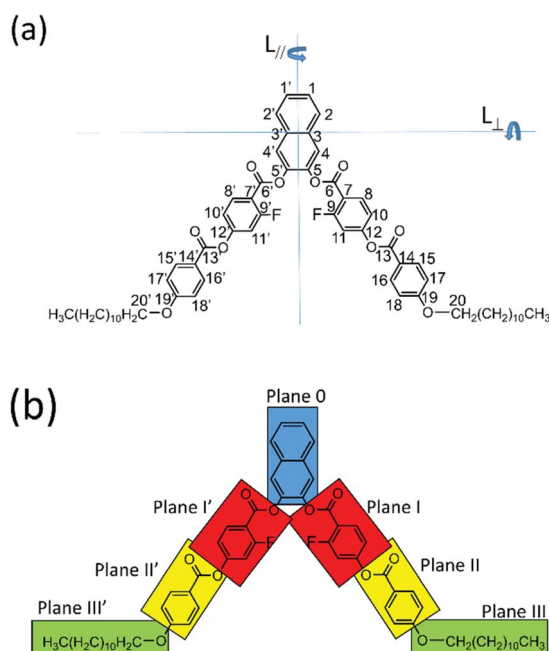 (a)
L//
L⊥
1' 1
2' 2
3' 3
4' 4
5' 5
O O O O
6' 6
8' 7' 7 8
9' F F 9
10' 11' 11 10
12' 12
O O O O
13' 13
15' 14' 14 15
17' 16' 16 17
18' 18
19' 19
20' O O 20
H3C(H2C)10H2C CH2(CH2)10CH3
(b)
Plane 0
O O O O
Plane I' Plane I
F F
O O O O
Plane II' Plane II
Plane III' Plane III
H3C(H2C)10H2C—O O—CH2(CH2)10CH3